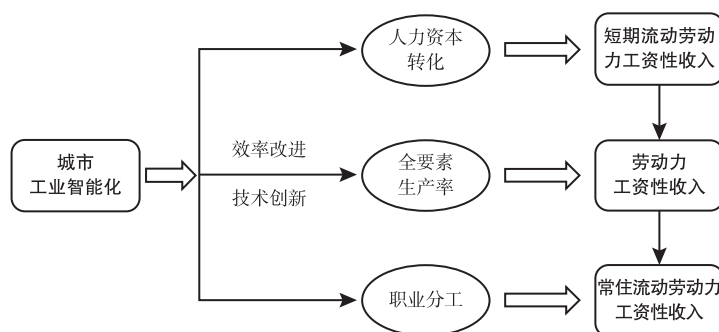 人力资本
转化
短期流动劳动
力工资性收入
城市
工业智能化
效率改进
技术创新
全要素
生产率
劳动力
工资性收入
职业分工
常住流动劳动力
工资性收入